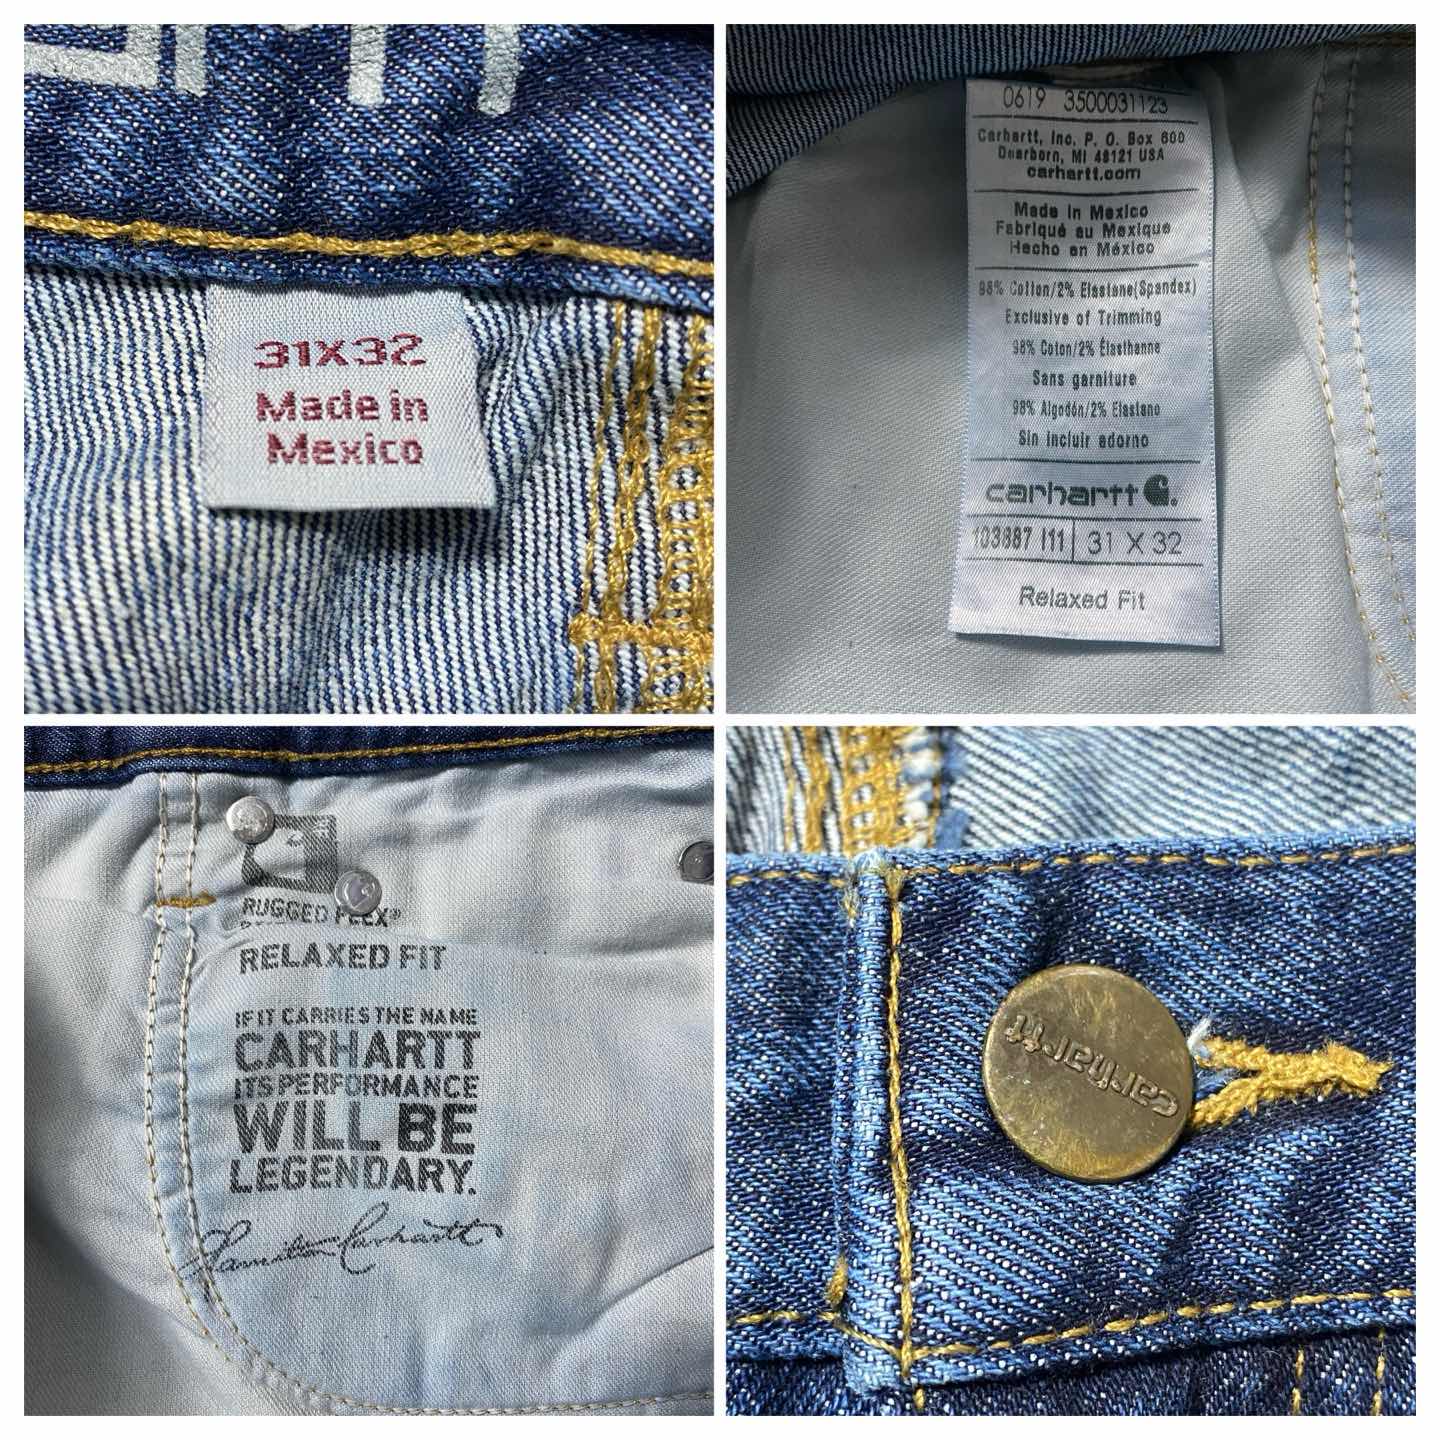 31X32
Made in
Mexico
0619 3500031123
Carhartt, Inc. P. O. Box 600
Dearborn, MI 48121 USA
carhartt.com
Made in Mexico
Fabriqué au Mexique
Hecho en México
98% Cotton/2% Elastane(Spandex)
Exclusive of Trimming
98% Coton/2% Élasthanne
Sans garniture
98% Algodón/2% Elastano
Sin incluir adorno
carhartt
103887 I11 31 X 32
Relaxed Fit
RUGGED FLEX®
RELAXED FIT
IF IT CARRIES THE NAME
CARHARTT
ITS PERFORMANCE
WILL BE
LEGENDARY.
Hamilton Carhartt
carhartt